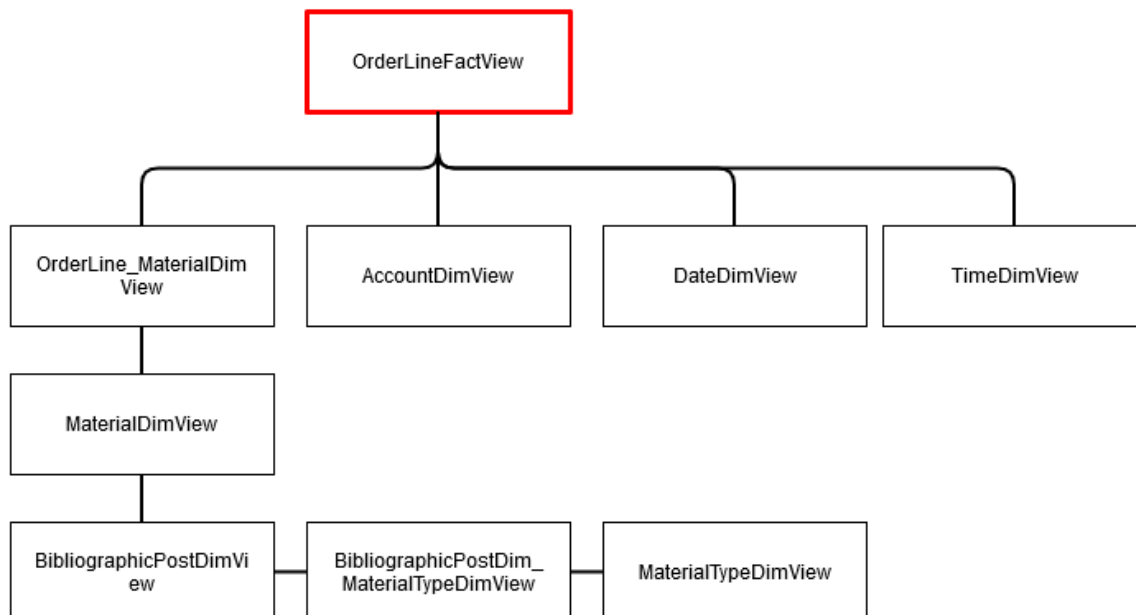 OrderLineFactView
OrderLine_MaterialDim
View
AccountDimView
DateDimView
TimeDimView
MaterialDimView
BibliographicPostDimVi
ew
BibliographicPostDim_
MaterialTypeDimView
MaterialTypeDimView